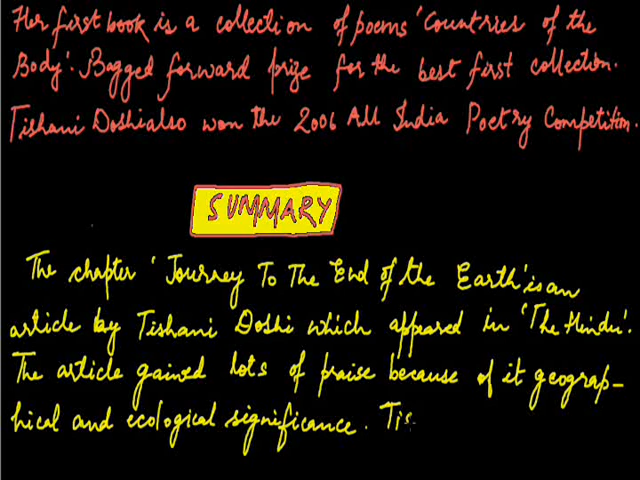 Her first book is a collection of poems 'Countries of the
Body'. Bagged forward prize for the best first collection.
Tishani Doshi also won the 2006 All India Poetry Competition.
SUMMARY
The chapter 'Journey To The End of the Earth' is an
article by Tishani Doshi which appeared in 'The Hindu'.
The article gained lots of praise because of it geograp-
hical and ecological significance. Tis